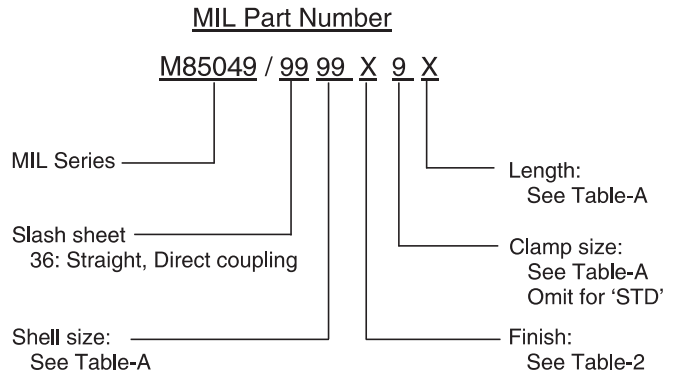 MIL Part Number
M85049 / 99 99 X 9 X
MIL Series
Slash sheet
36: Straight, Direct coupling
Shell size:
See Table-A
Length:
See Table-A
Clamp size:
See Table-A
Omit for ‘STD’
Finish:
See Table-2